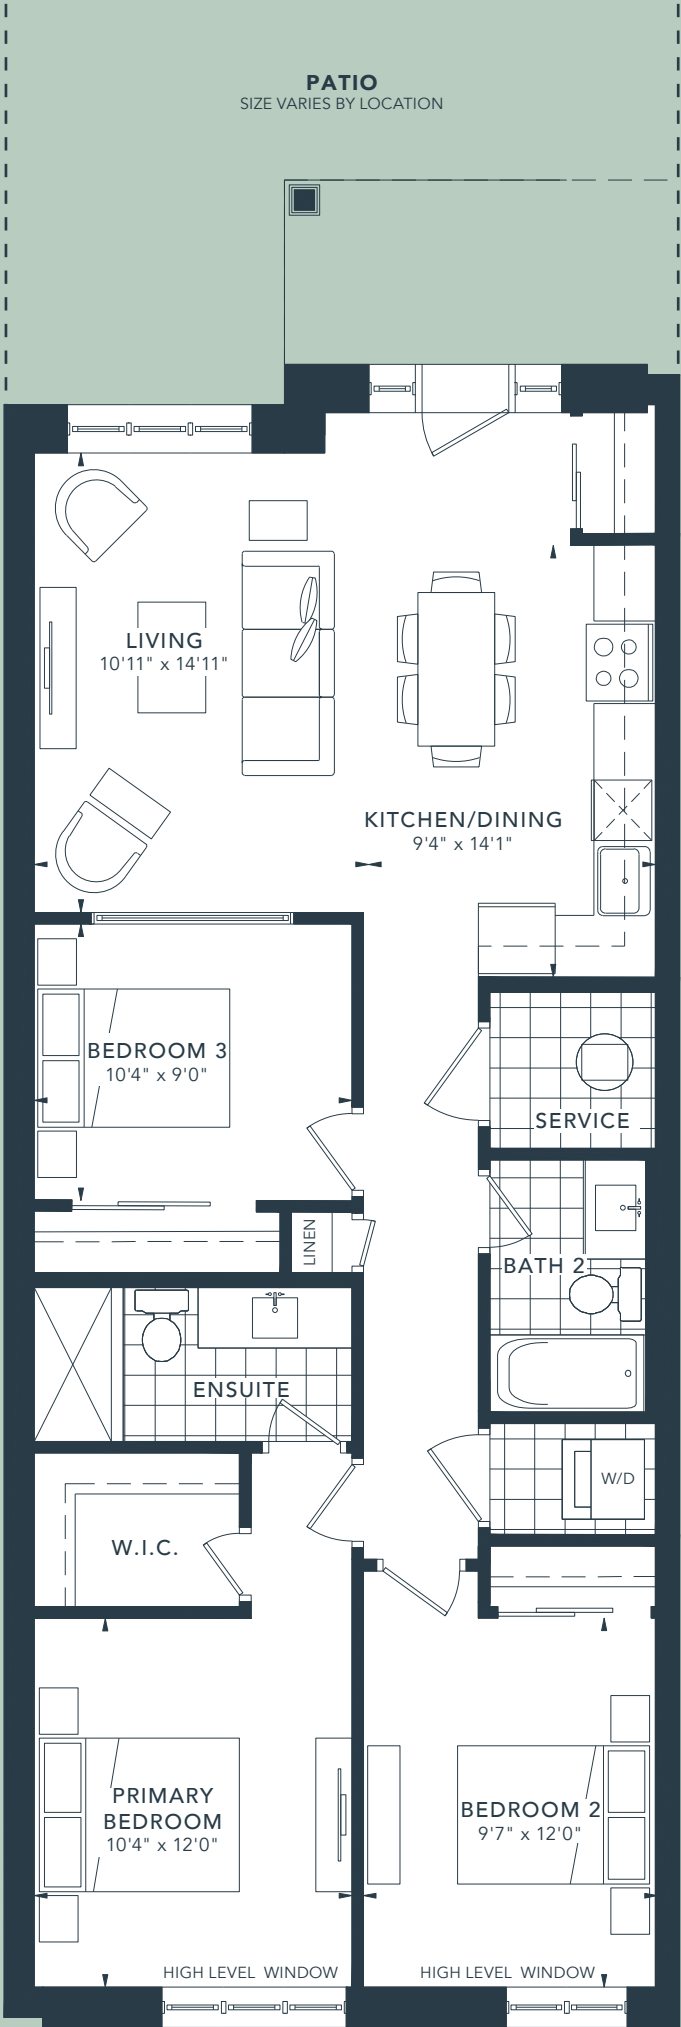 PATIO
SIZE VARIES BY LOCATION
LIVING
10'11" x 14'11"
KITCHEN/DINING
9'4" x 14'1"
BEDROOM 3
10'4" x 9'0"
SERVICE
LINEN
BATH 2
ENSUITE
W/D
W.I.C.
PRIMARY
BEDROOM
10'4" x 12'0"
BEDROOM 2
9'7" x 12'0"
HIGH LEVEL WINDOW
HIGH LEVEL WINDOW